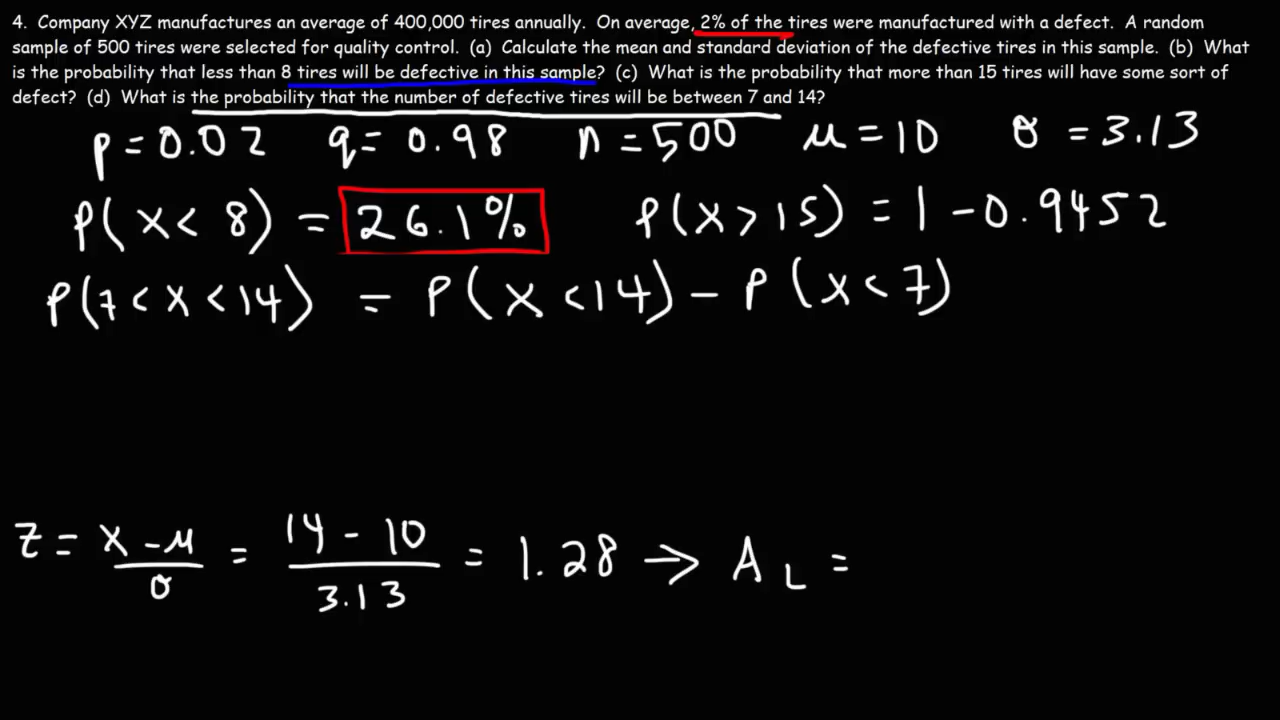 4. Company XYZ manufactures an average of 400,000 tires annually. On average, 2% of the tires were manufactured with a defect. A random
sample of 500 tires were selected for quality control. (a) Calculate the mean and standard deviation of the defective tires in this sample. (b) What
is the probability that less than 8 tires will be defective in this sample? (c) What is the probability that more than 15 tires will have some sort of
defect? (d) What is the probability that the number of defective tires will be between 7 and 14?
p = 0.02 q = 0.98 n = 500 μ = 10 σ = 3.13
P(x < 8) = 26.1% P(x > 15) = 1 - 0.9452
P(7 < x < 14) = P(x < 14) - P(x < 7)
z = (x - μ)/σ = (14 - 10)/3.13 = 1.28 → A_L =